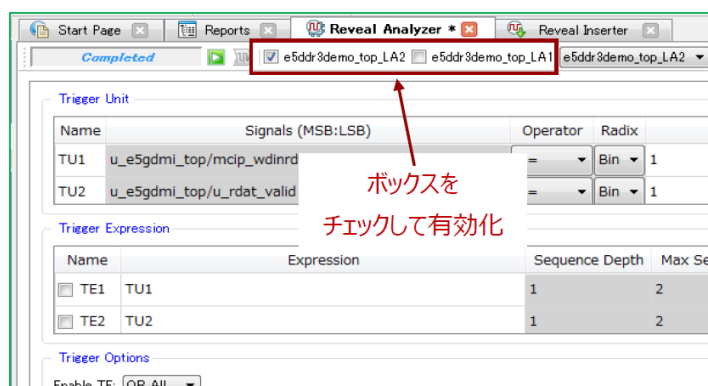 Start Page Reports Reveal Analyzer * Reveal Inserter
Completed e5ddr3demo_top_LA2 e5ddr3demo_top_LA1 e5ddr3demo_top_LA2
Trigger Unit
Name Signals (MSB:LSB) Operator Radix
TU1 u_e5gdmi_top/mcip_wdinrd = Bin 1
TU2 u_e5gdmi_top/u_rdat_valid = Bin 1
ボックスを
チェックして有効化
Trigger Expression
Name Expression Sequence Depth Max Se
TE1 TU1 1 2
TE2 TU2 1 2
Trigger Options
Enable TE: OR All